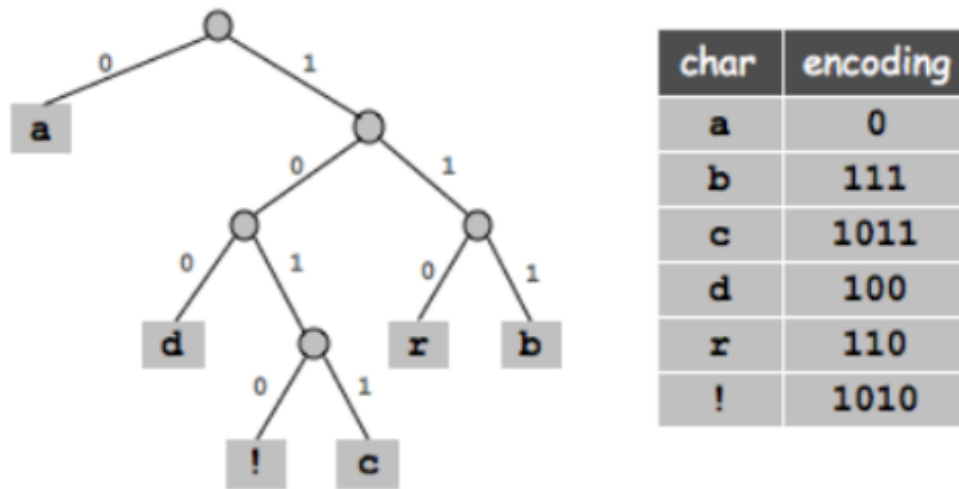 0 1
a
0 1
0 1 0 1
d r b
0 1
! c
char encoding
a 0
b 111
c 1011
d 100
r 110
! 1010